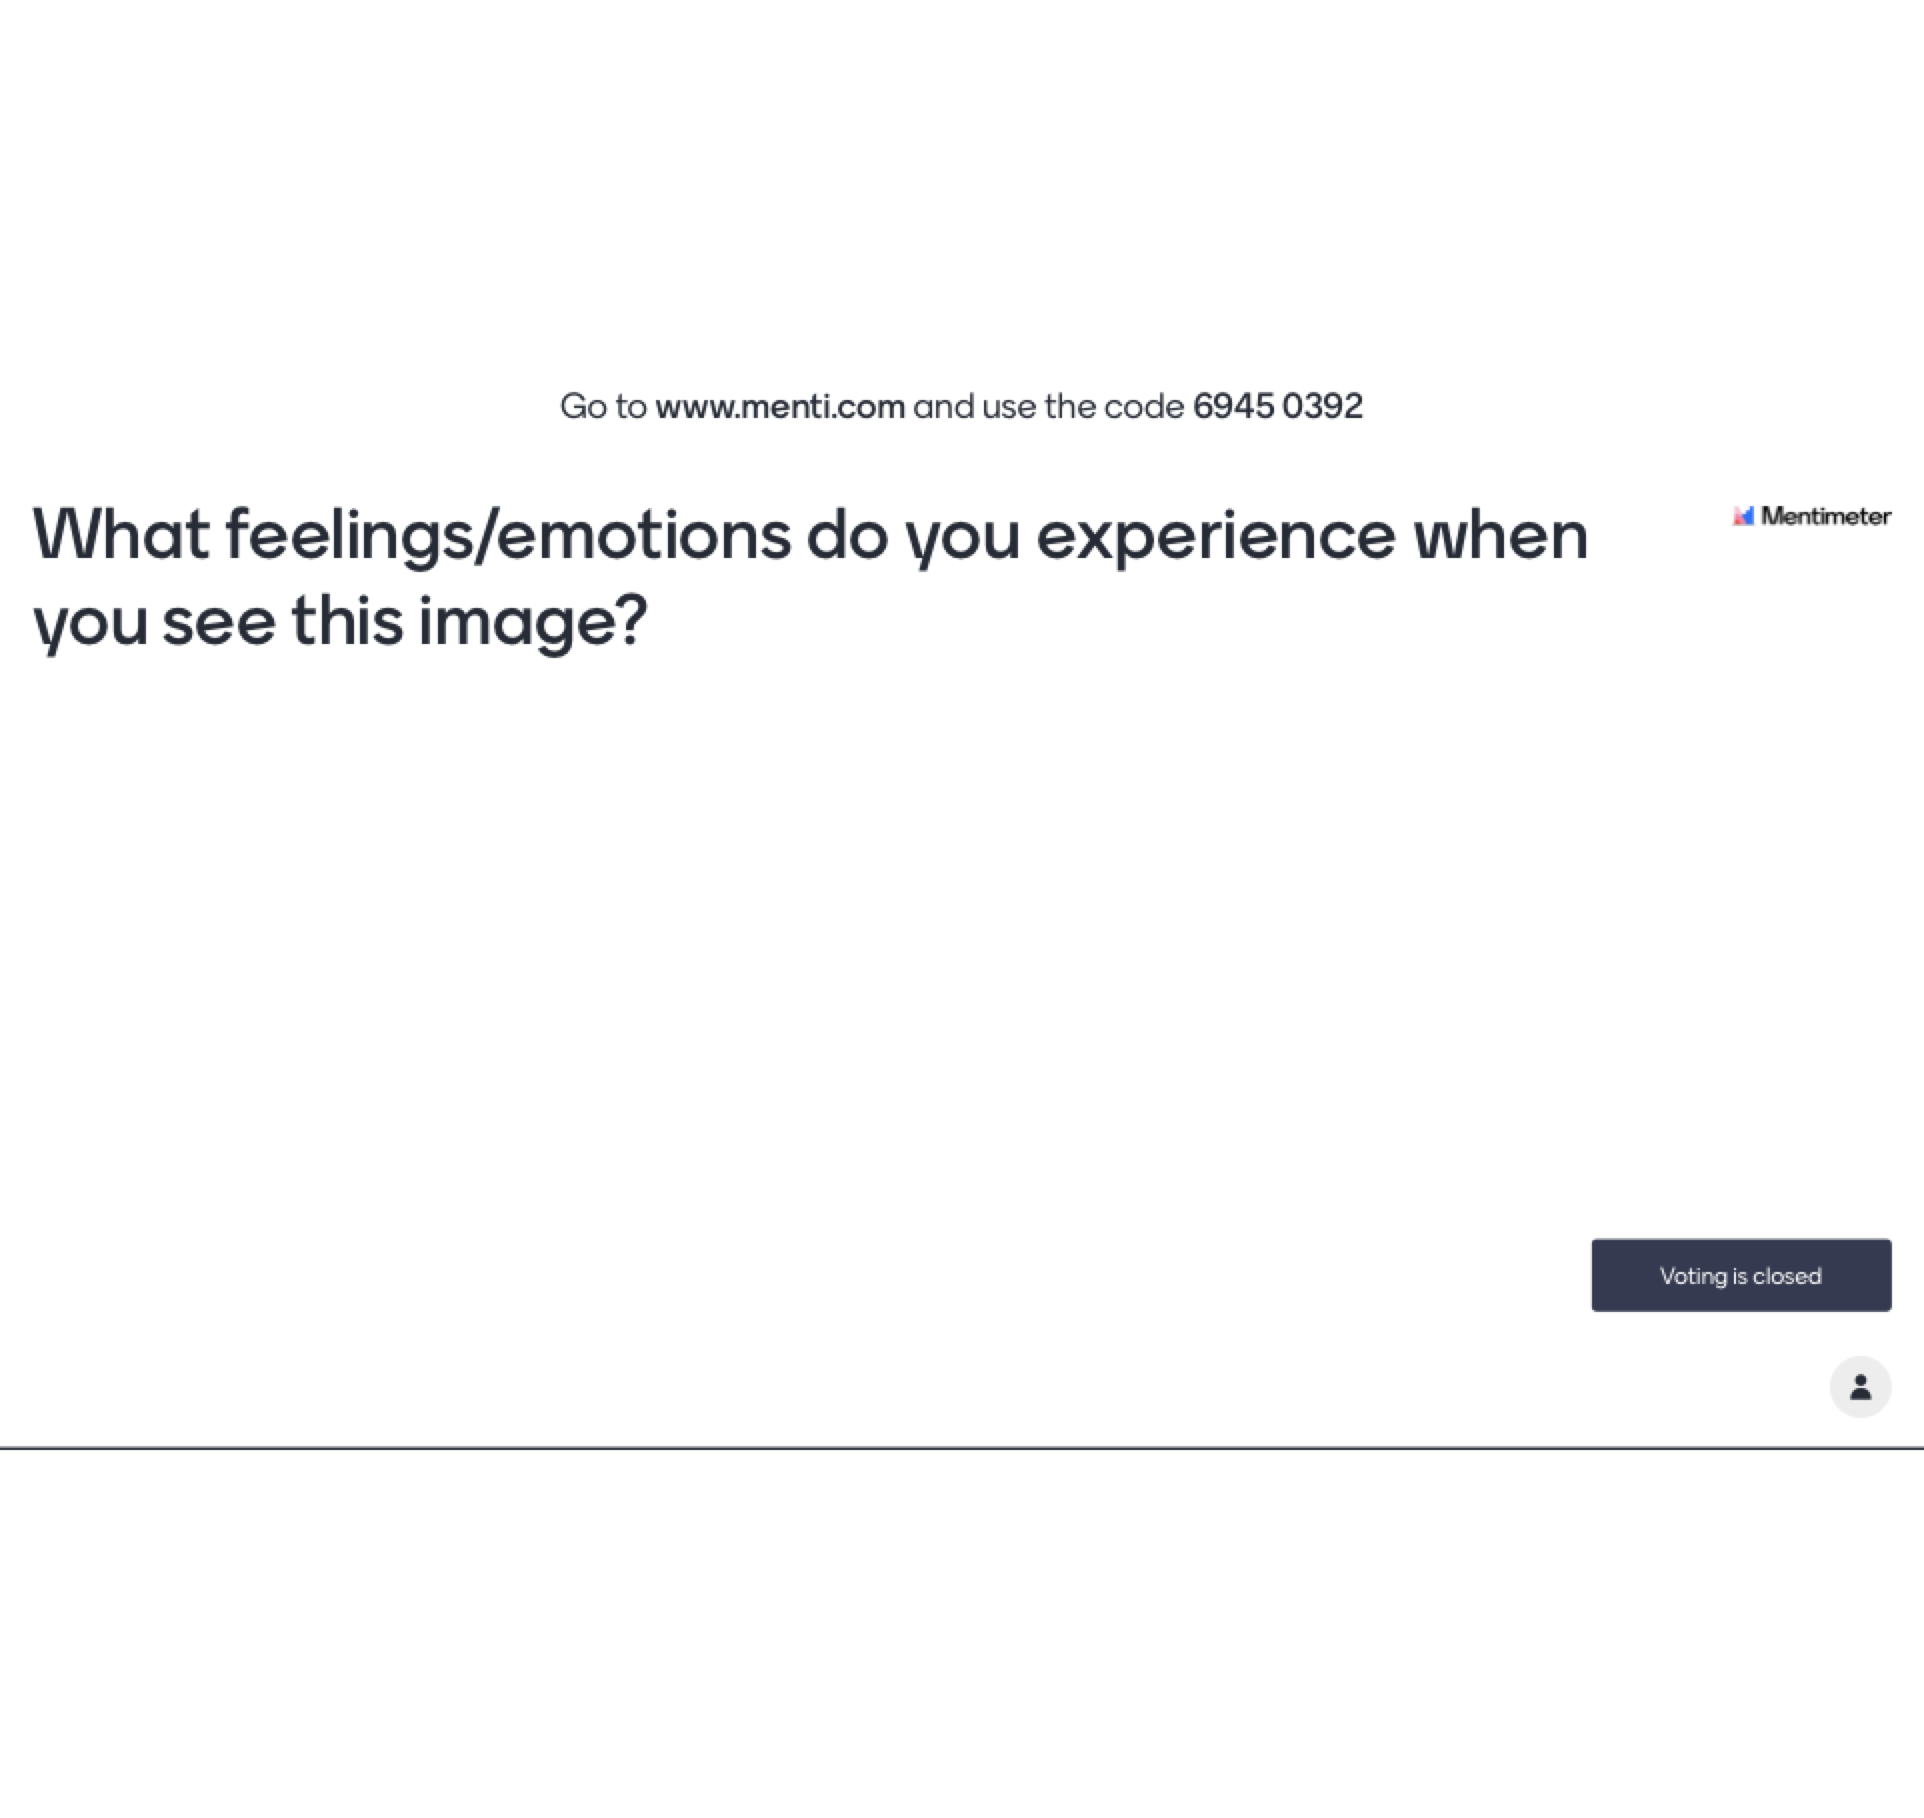 Go to www.menti.com and use the code 6945 0392
What feelings/emotions do you experience when
you see this image?
Mentimeter
Voting is closed